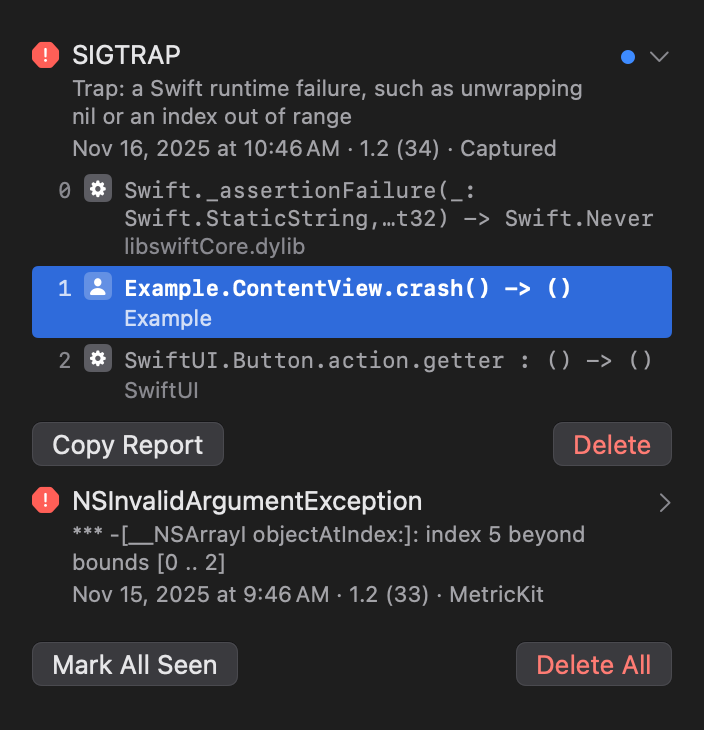 SIGTRAP
Trap: a Swift runtime failure, such as unwrapping
nil or an index out of range
Nov 16, 2025 at 10:46 AM · 1.2 (34) · Captured
0 Swift._assertionFailure(_:
Swift.StaticString,…t32) -> Swift.Never
libswiftCore.dylib
1 Example.ContentView.crash() -> ()
Example
2 SwiftUI.Button.action.getter : () -> ()
SwiftUI
Copy Report Delete
NSInvalidArgumentException
*** -[__NSArrayI objectAtIndex:]: index 5 beyond
bounds [0 .. 2]
Nov 15, 2025 at 9:46 AM · 1.2 (33) · MetricKit
Mark All Seen Delete All